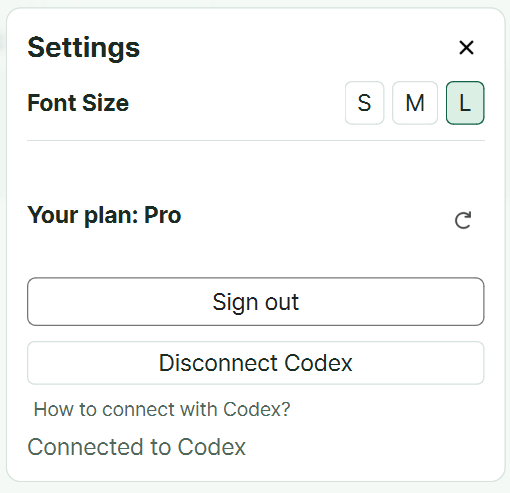 Settings
Font Size S M L
Your plan: Pro
Sign out
Disconnect Codex
How to connect with Codex?
Connected to Codex